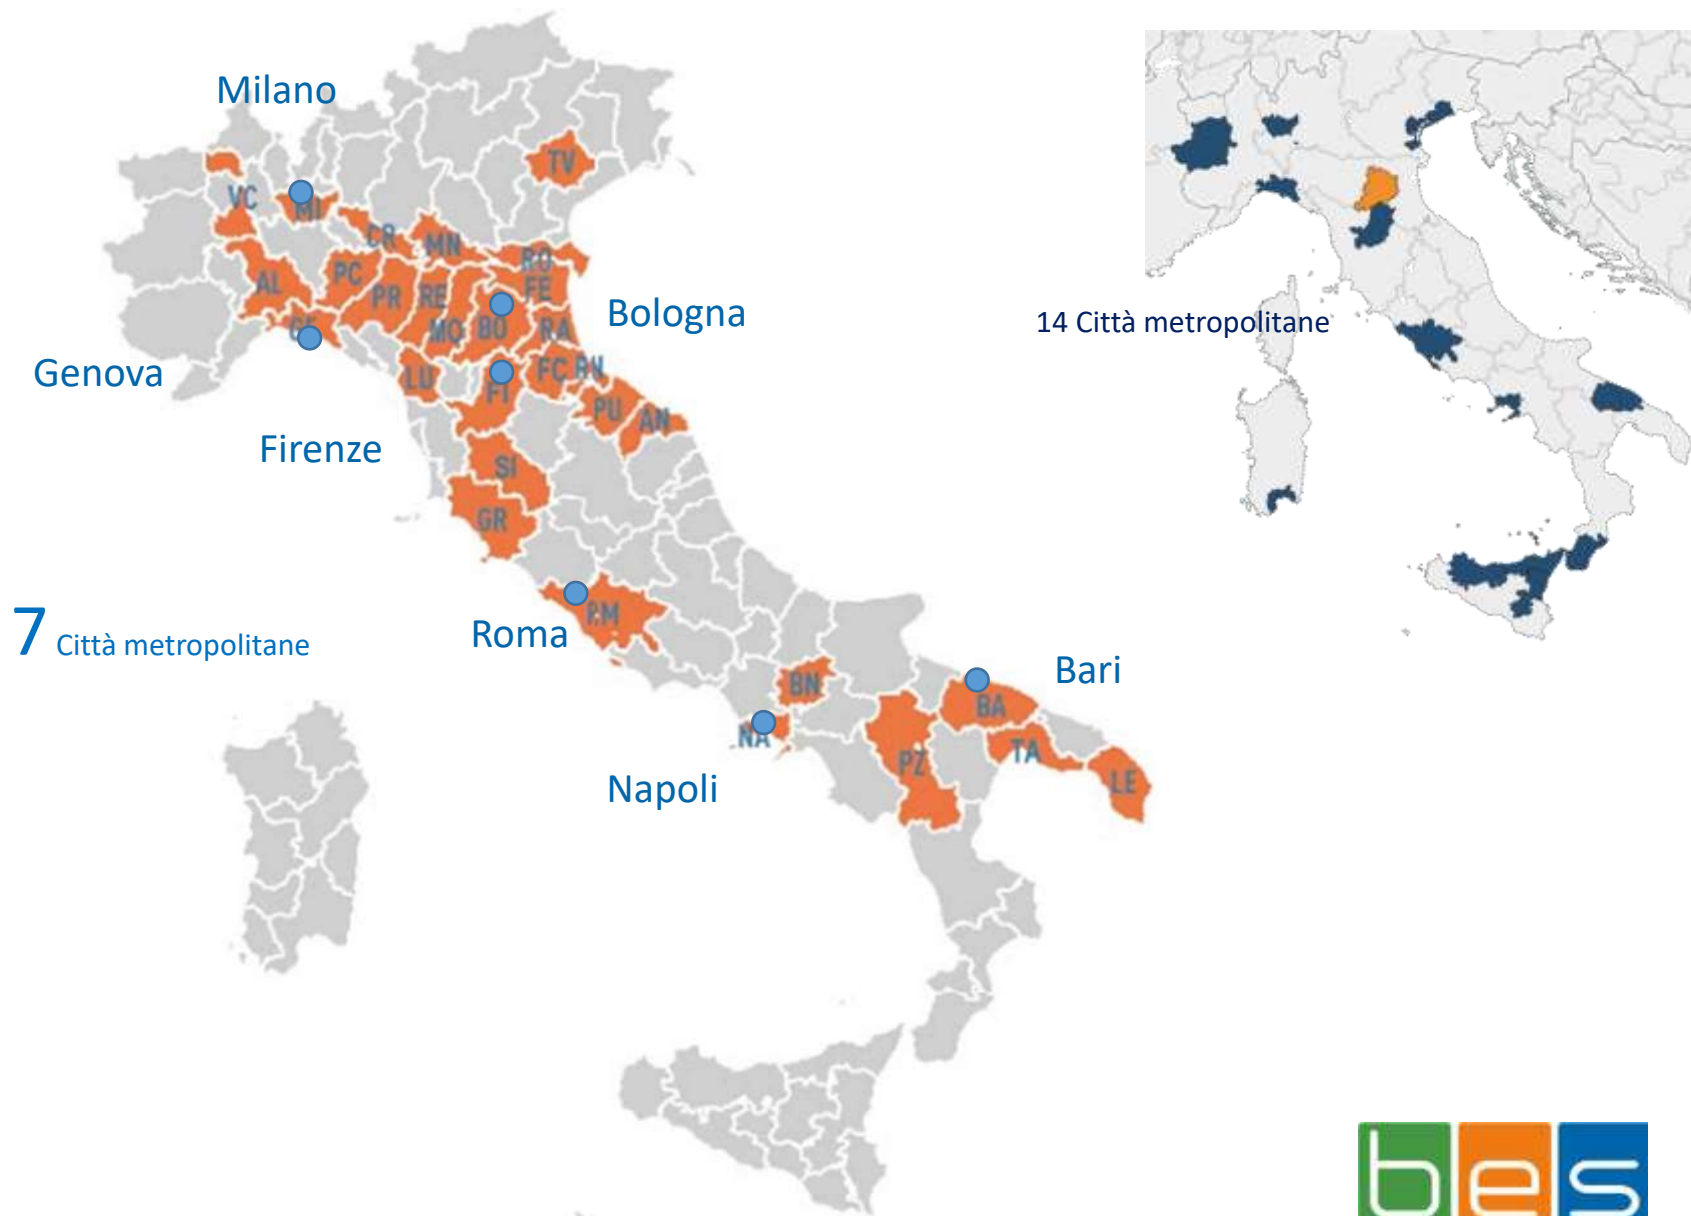 Milano
TV
VC
MI
CR
MN
RO
AL
PC
PR
RE
FE
MO
BO
RA
GE
Bologna
14 Città metropolitane
Genova
LU
FI
FC
RN
PU
AN
Firenze
SI
GR
7 Città metropolitane
Roma
RM
Bari
BN
BA
NA
PZ
TA
LE
Napoli
bes